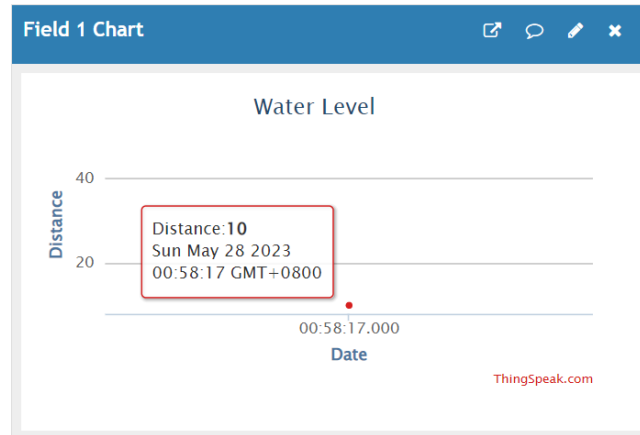 Field 1 Chart
Water Level
40
Distance
Distance:10
Sun May 28 2023
00:58:17 GMT+0800
20
00:58:17.000
Date
ThingSpeak.com